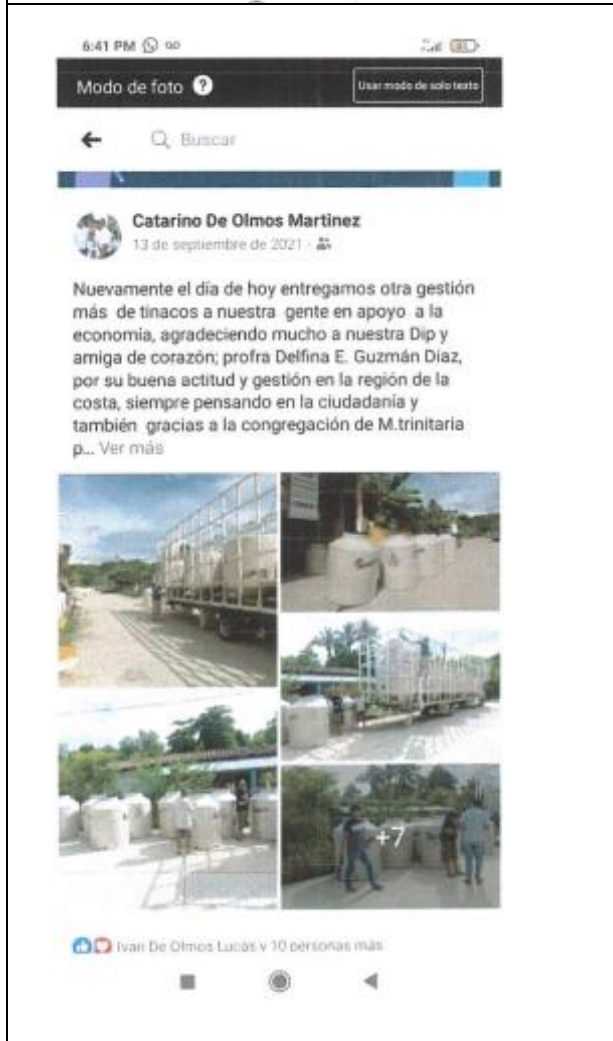 6:41 PM
Modo de foto ?
Usar modo de solo texto
Buscar
Catarino De Olmos Martinez
13 de septiembre de 2021 ·
Nuevamente el día de hoy entregamos otra gestión
más de tinacos a nuestra gente en apoyo a la
economía, agradeciendo mucho a nuestra Dip y
amiga de corazón; profra Delfina E. Guzmán Diaz,
por su buena actitud y gestión en la región de la
costa, siempre pensando en la ciudadanía y
también gracias a la congregación de M.trinitaria
p... Ver más
+7
Ivan De Olmos Lucas y 10 personas más